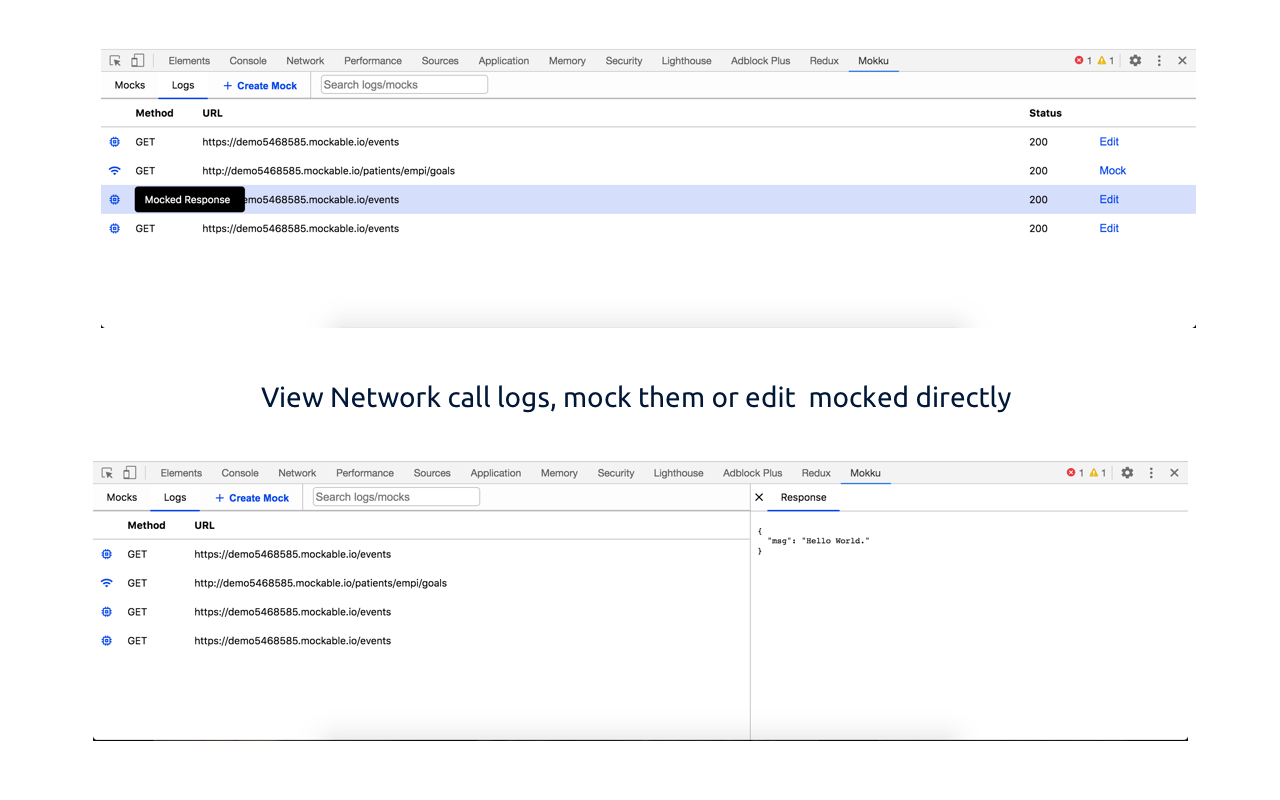 Elements Console Network Performance Sources Application Memory Security Lighthouse Adblock Plus Redux Mokku 1 1
Mocks Logs + Create Mock Search logs/mocks
Method URL Status
GET https://demo5468585.mockable.io/events 200 Edit
GET http://demo5468585.mockable.io/patients/empi/goals 200 Mock
Mocked Response emo5468585.mockable.io/events 200 Edit
GET https://demo5468585.mockable.io/events 200 Edit
View Network call logs, mock them or edit mocked directly
Elements Console Network Performance Sources Application Memory Security Lighthouse Adblock Plus Redux Mokku 1 1
Mocks Logs + Create Mock Search logs/mocks Response
Method URL
GET https://demo5468585.mockable.io/events
GET http://demo5468585.mockable.io/patients/empi/goals
GET https://demo5468585.mockable.io/events
GET https://demo5468585.mockable.io/events
{
"msg": "Hello World."
}